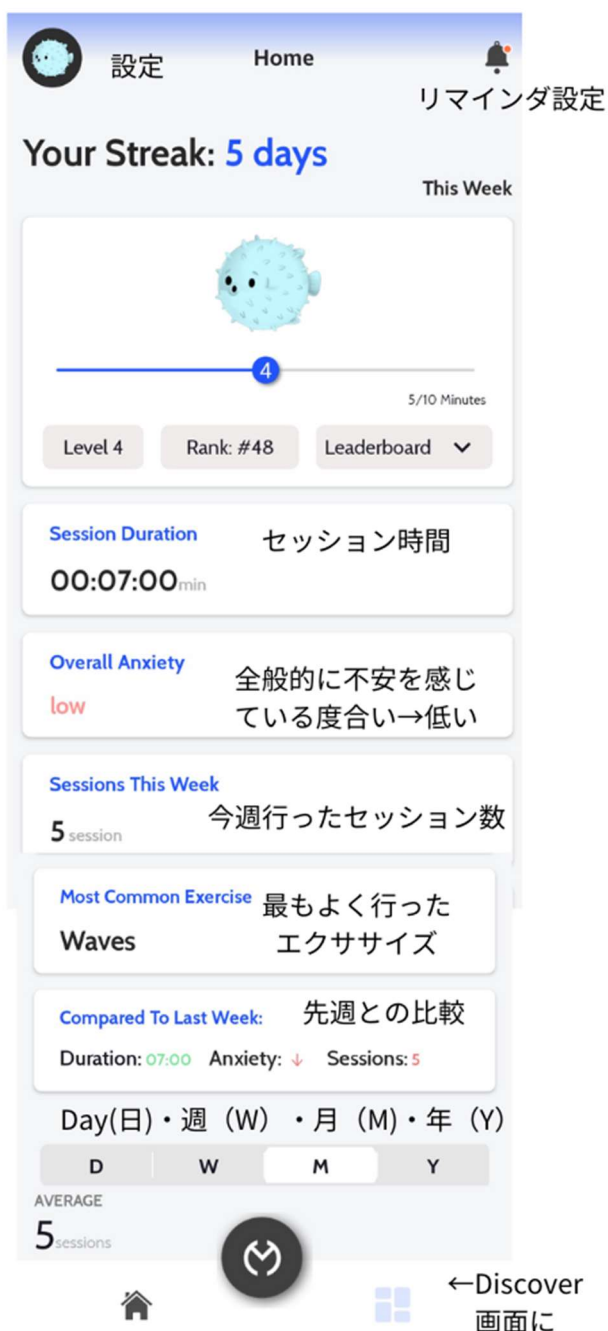 設定
Home
リマインダ設定
Your Streak: 5 days
This Week
4
5/10 Minutes
Level 4
Rank: #48
Leaderboard
Session Duration
セッション時間
00:07:00min
Overall Anxiety
low
全般的に不安を感じ
ている度合い→低い
Sessions This Week
今週行ったセッション数
5 session
Most Common Exercise
最もよく行った
エクササイズ
Waves
Compared To Last Week:
先週との比較
Duration: 07:00 Anxiety: ↓ Sessions: 5
Day(日)・週（W）・月（M)・年（Y）
D W M Y
AVERAGE
5sessions
←Discover
画面に